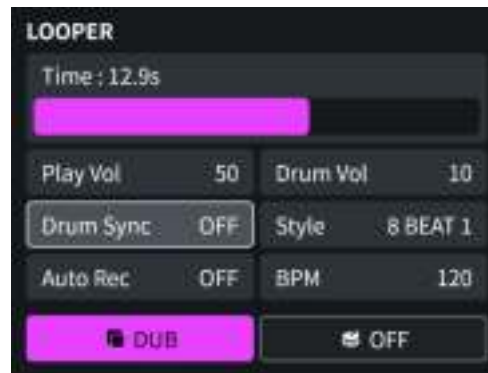 LOOPER
Time : 12.9s
Play Vol 50 Drum Vol 10
Drum Sync OFF Style 8 BEAT 1
Auto Rec OFF BPM 120
DUB OFF